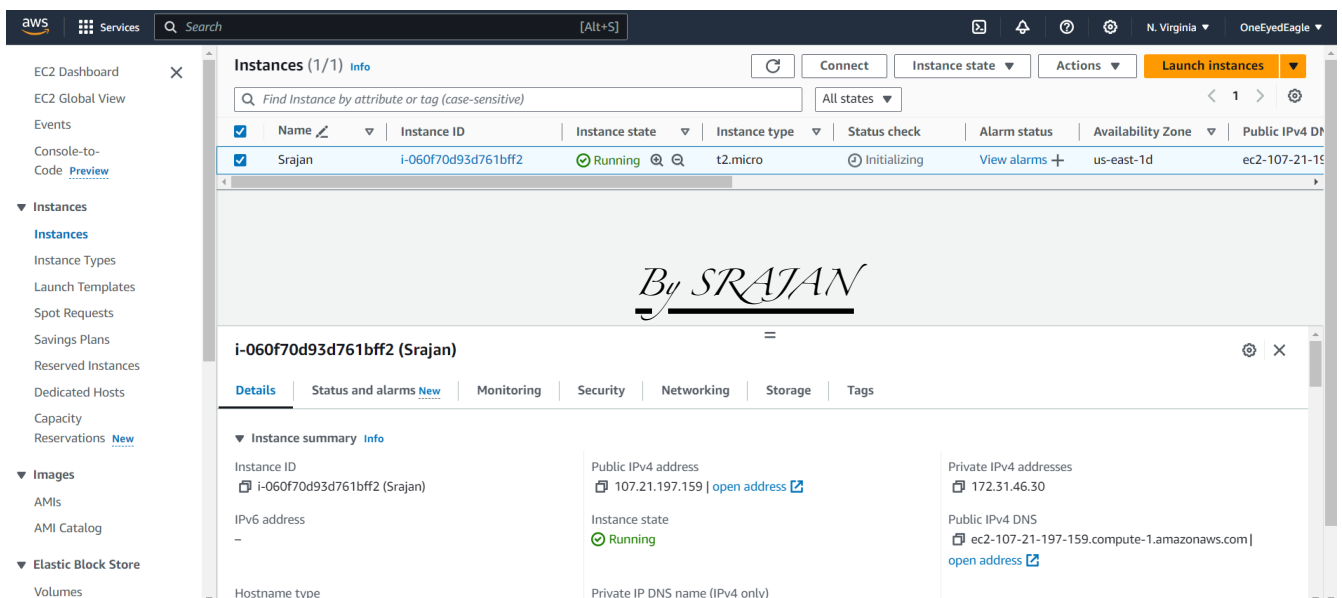 aws Services Search [Alt+S] N. Virginia OneEyedEagle
EC2 Dashboard
EC2 Global View
Events
Console-to-
Code Preview
Instances
Instances
Instance Types
Launch Templates
Spot Requests
Savings Plans
Reserved Instances
Dedicated Hosts
Capacity
Reservations New
Images
AMIs
AMI Catalog
Elastic Block Store
Volumes
Instances (1/1) Info Connect Instance state Actions Launch instances
Find Instance by attribute or tag (case-sensitive) All states 1
Name Instance ID Instance state Instance type Status check Alarm status Availability Zone Public IPv4 DN
Srajan i-060f70d93d761bff2 Running t2.micro Initializing View alarms + us-east-1d ec2-107-21-19
By SRAJAN
i-060f70d93d761bff2 (Srajan)
Details Status and alarms New Monitoring Security Networking Storage Tags
Instance summary Info
Instance ID
i-060f70d93d761bff2 (Srajan)
Public IPv4 address
107.21.197.159 | open address
Private IPv4 addresses
172.31.46.30
IPv6 address
–
Instance state
Running
Public IPv4 DNS
ec2-107-21-197-159.compute-1.amazonaws.com |
open address
Hostname type
Private IP DNS name (IPv4 only)